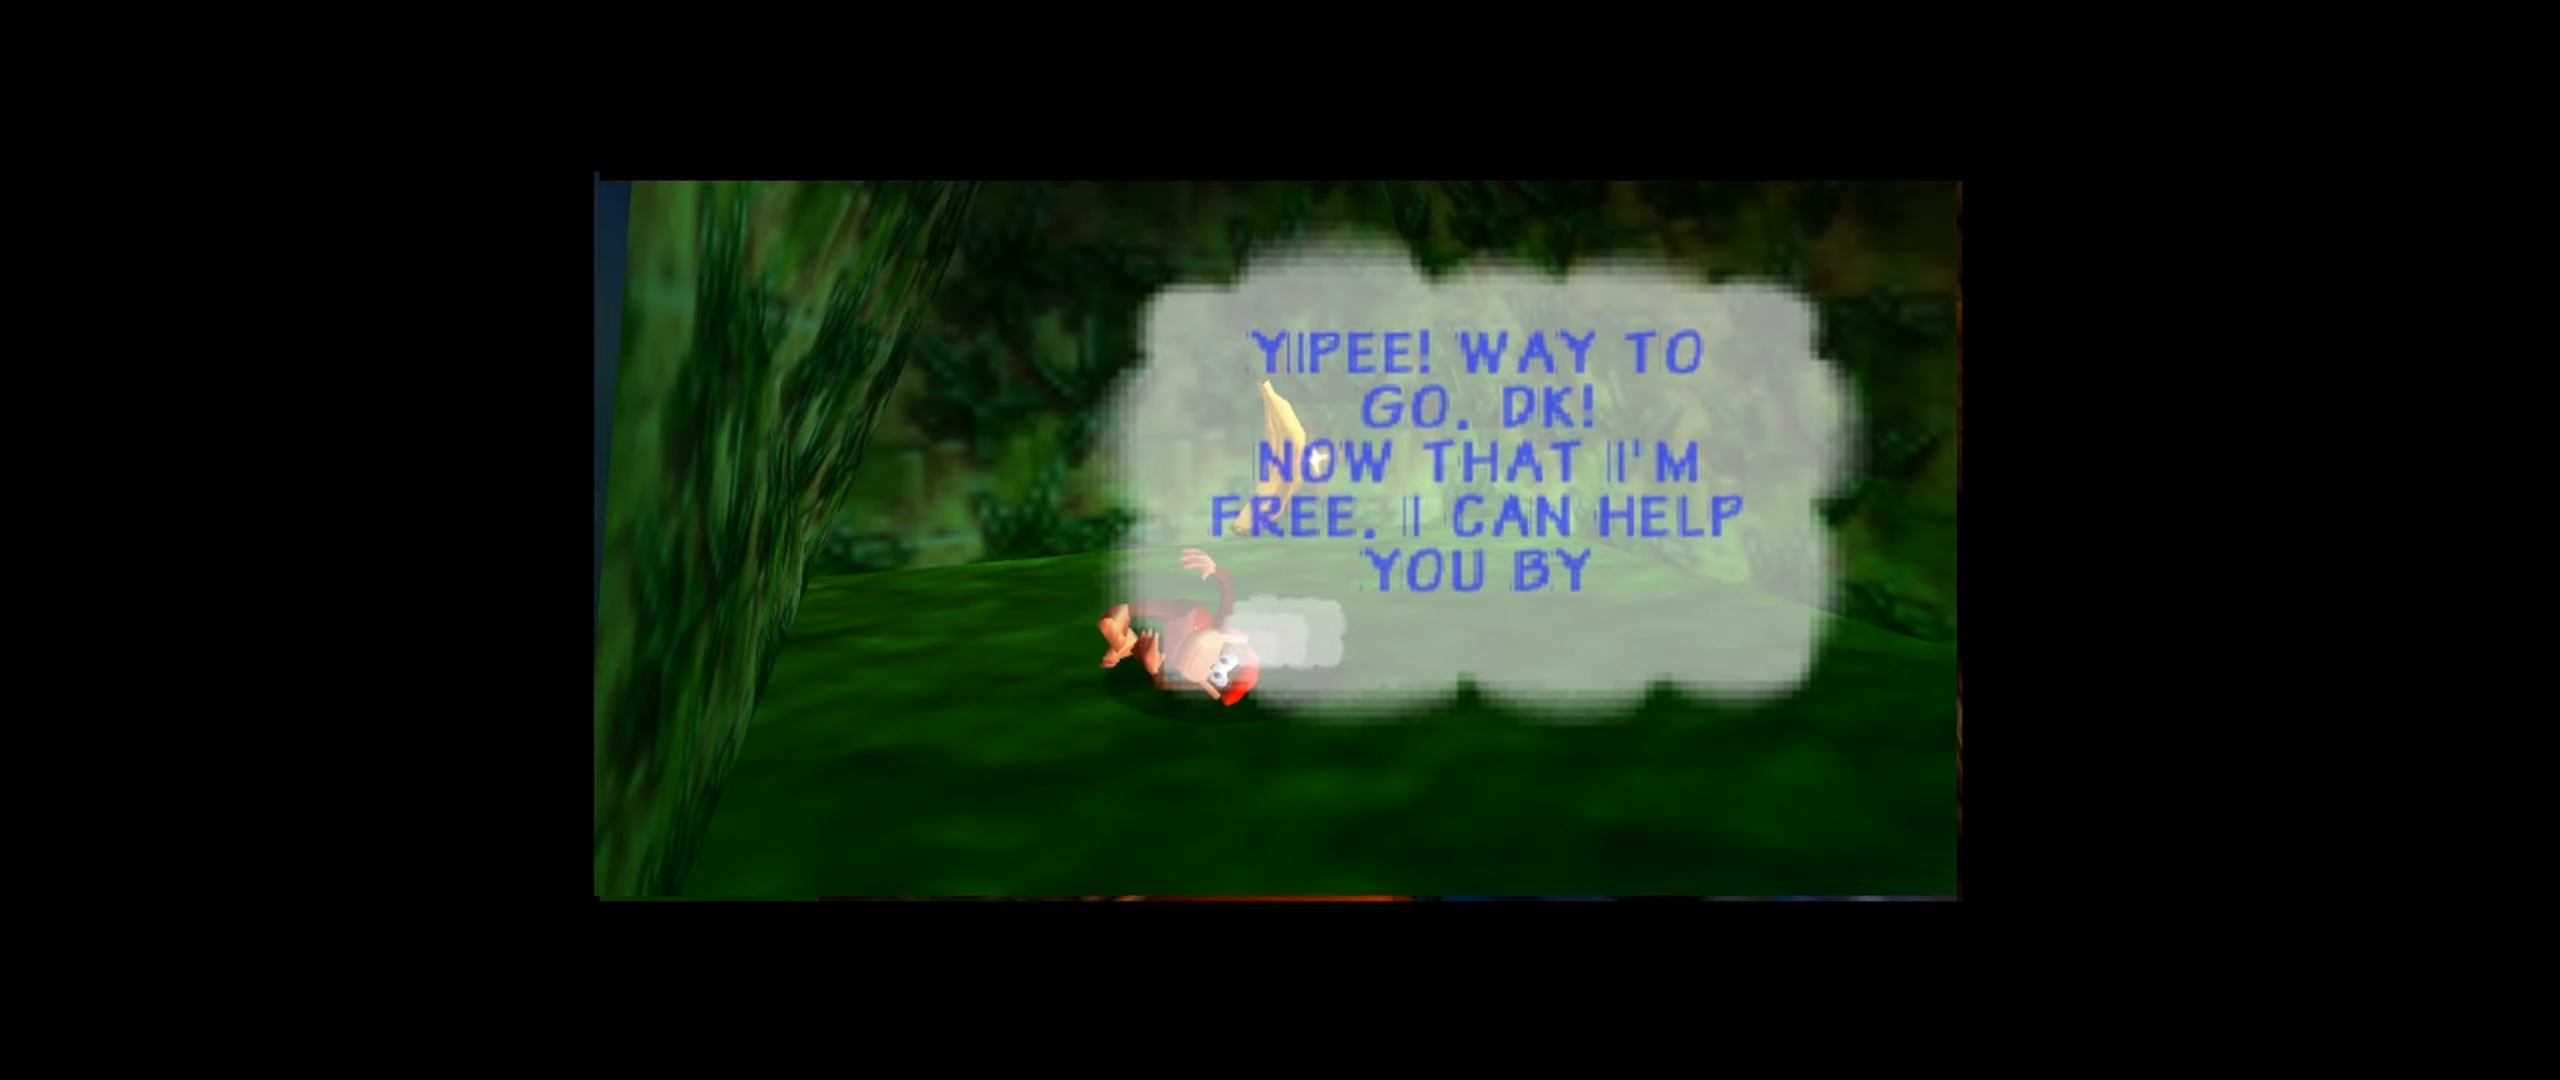 YIPEE! WAY TO
GO, DK!
NOW THAT I'M
FREE, I CAN HELP
YOU BY